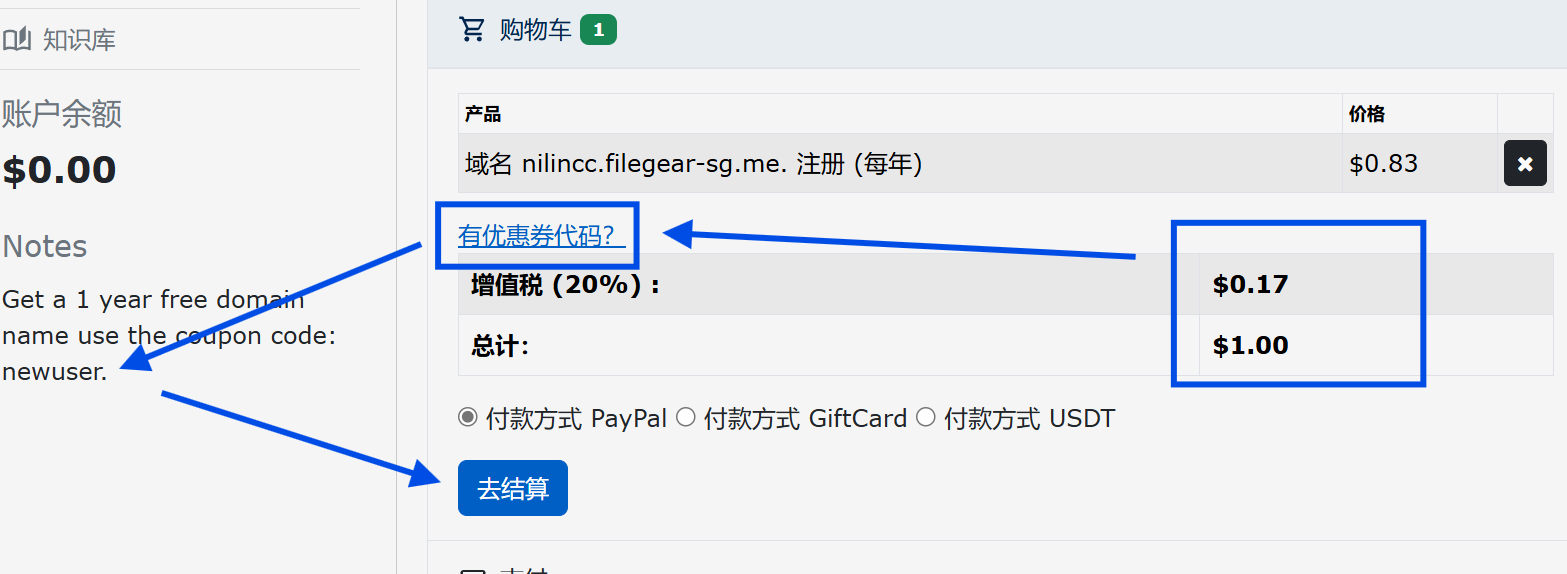 知识库
账户余额
$0.00
Notes
Get a 1 year free domain
name use the coupon code:
newuser.
购物车 1
产品 价格
域名 nilincc.filegear-sg.me. 注册 (每年) $0.83
有优惠券代码?
增值税 (20%) : $0.17
总计: $1.00
付款方式 PayPal 付款方式 GiftCard 付款方式 USDT
去结算